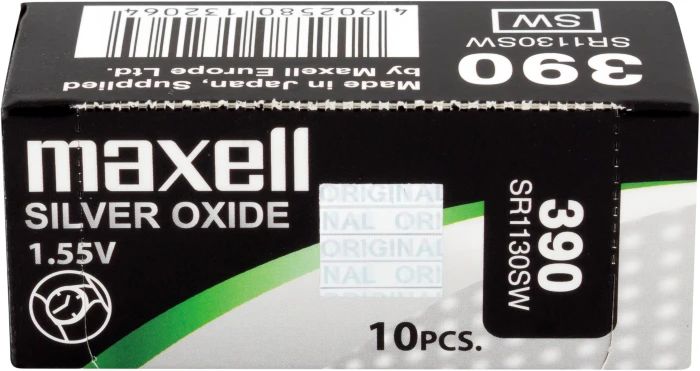 4 902580 132064
Made in Japan, Supplied
by Maxell Europe Ltd.
SW
SR1130SW
390
maxell
SILVER OXIDE
1.55V
ORIGINAL
NAL ORI
ORIGINAL
NAL ORI
390
SR1130SW
10PCS.